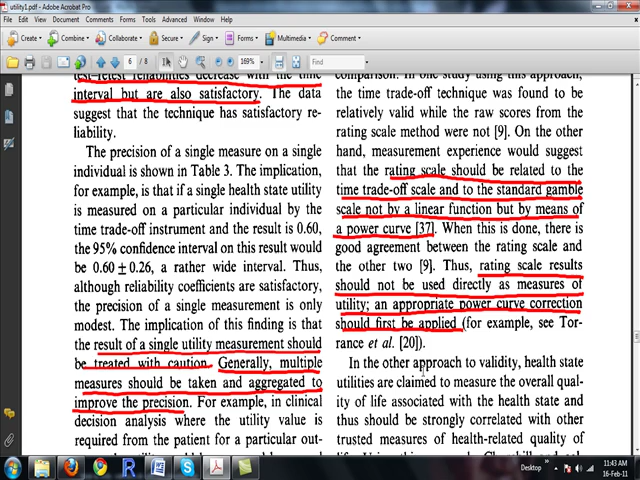 utility1.pdf - Adobe Acrobat Pro
File Edit View Document Comments Forms Tools Advanced Window Help
Create Combine Collaborate Secure Sign Forms Multimedia Comment
6 / 8 169% Find
test–retest reliabilities decrease with the time
interval but are also satisfactory. The data
suggest that the technique has satisfactory re-
liability.
The precision of a single measure on a single
individual is shown in Table 3. The implication,
for example, is that if a single health state utility
is measured on a particular individual by the
time trade-off instrument and the result is 0.60,
the 95% confidence interval on this result would
be 0.60 ± 0.26, a rather wide interval. Thus,
although reliability coefficients are satisfactory,
the precision of a single measurement is only
modest. The implication of this finding is that
the result of a single utility measurement should
be treated with caution. Generally, multiple
measures should be taken and aggregated to
improve the precision. For example, in clinical
decision analysis where the utility value is
required from the patient for a particular out-
comparison. In one study using this approach,
the time trade-off technique was found to be
relatively valid while the raw scores from the
rating scale method were not [9]. On the other
hand, measurement experience would suggest
that the rating scale should be related to the
time trade-off scale and to the standard gamble
scale not by a linear function but by means of
a power curve [37]. When this is done, there is
good agreement between the rating scale and
the other two [9]. Thus, rating scale results
should not be used directly as measures of
utility; an appropriate power curve correction
should first be applied (for example, see Tor-
rance et al. [20]).
In the other approach to validity, health state
utilities are claimed to measure the overall qual-
ity of life associated with the health state and
thus should be strongly correlated with other
trusted measures of health-related quality of
Desktop
11:43 AM
16-Feb-11